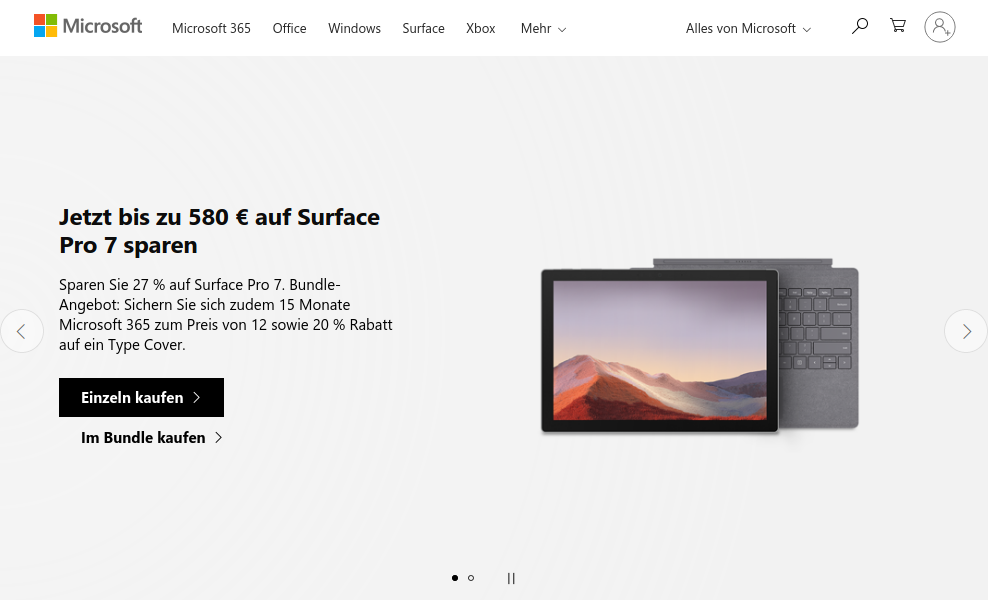 Microsoft
Microsoft 365
Office
Windows
Surface
Xbox
Mehr
Alles von Microsoft
Jetzt bis zu 580 € auf Surface
Pro 7 sparen
Sparen Sie 27 % auf Surface Pro 7. Bundle-
Angebot: Sichern Sie sich zudem 15 Monate
Microsoft 365 zum Preis von 12 sowie 20 % Rabatt
auf ein Type Cover.
Einzeln kaufen
Im Bundle kaufen